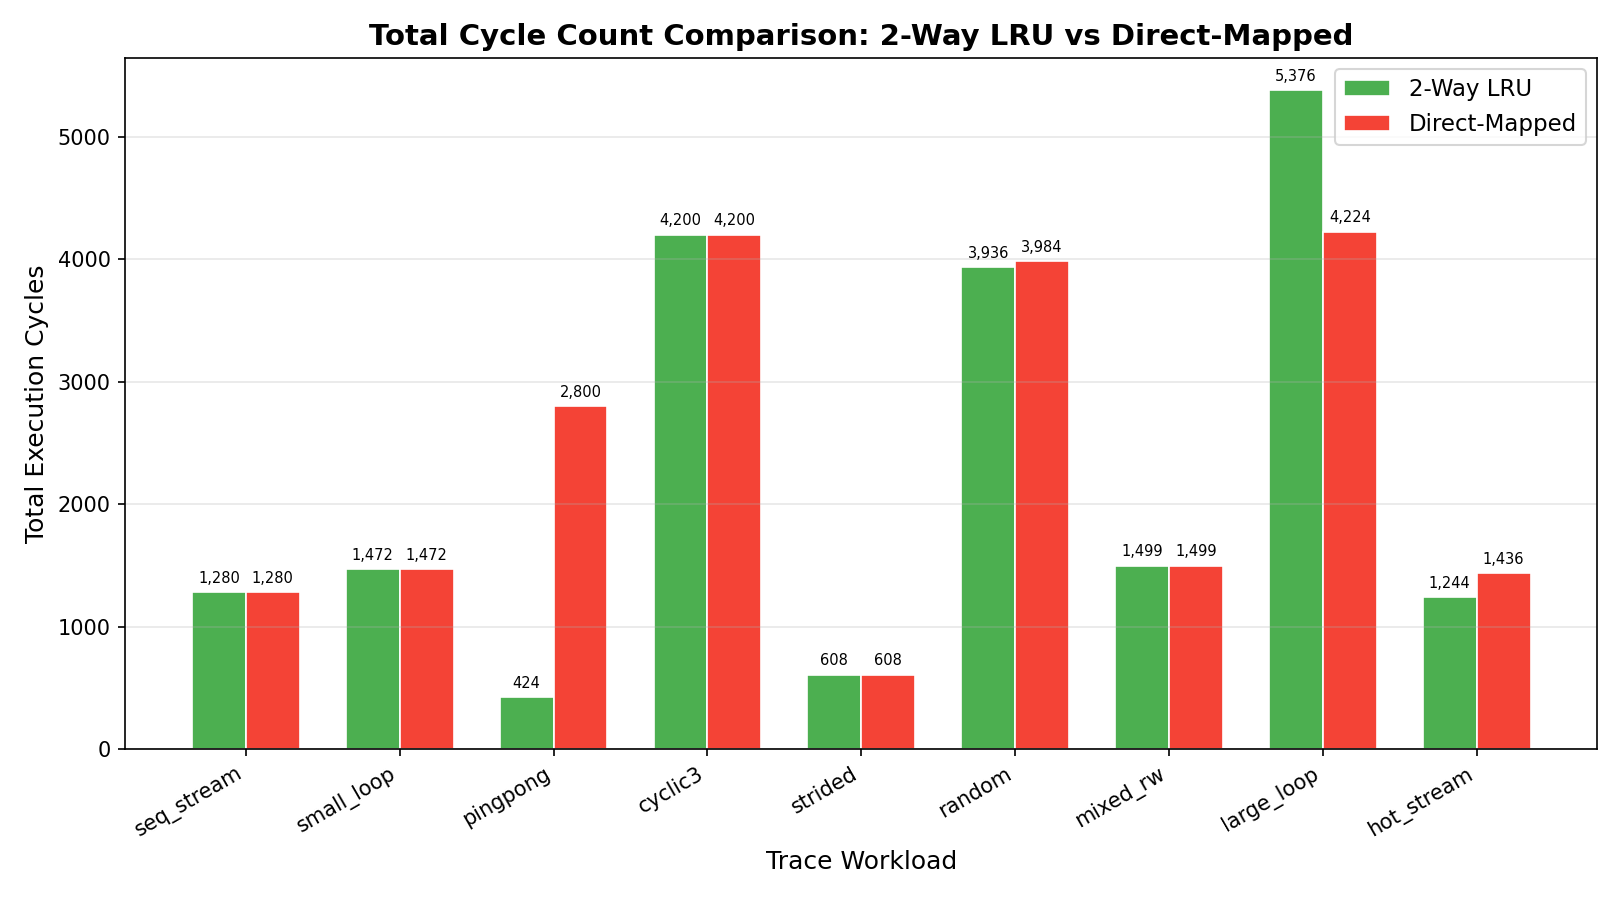 Total Cycle Count Comparison: 2-Way LRU vs Direct-Mapped
2-Way LRU
Direct-Mapped
Total Execution Cycles
5000
4000
3000
2000
1000
0
1,280 1,280
1,472 1,472
424 2,800
4,200 4,200
608 608
3,936 3,984
1,499 1,499
5,376 4,224
1,244 1,436
seq_stream
small_loop
pingpong
cyclic3
strided
random
mixed_rw
large_loop
hot_stream
Trace Workload